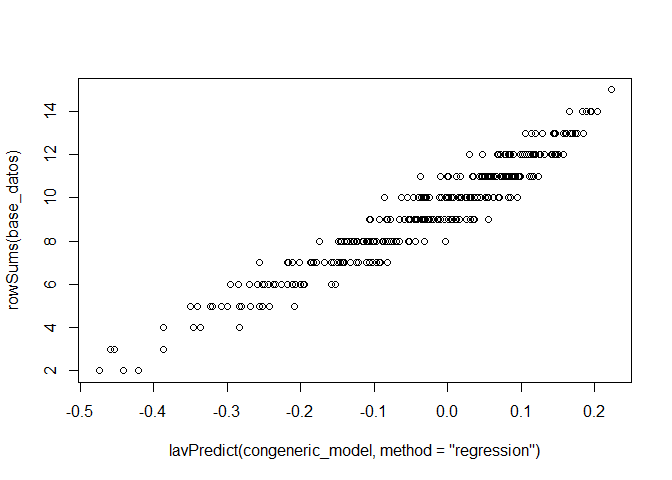 rowSums(base_datos)
14
12
10
8
6
4
2
-0.5 -0.4 -0.3 -0.2 -0.1 0.0 0.1 0.2
lavPredict(congeneric_model, method = "regression")